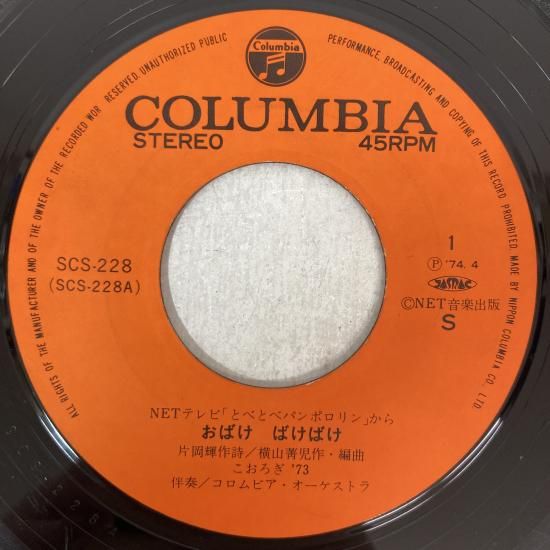 ALL RIGHTS OF THE MANUFACTURER AND OF THE OWNER OF THE RECORDED WORK RESERVED. UNAUTHORIZED PUBLIC PERFORMANCE, BROADCASTING AND COPYING OF THIS RECORD PROHIBITED. MADE BY NIPPON COLUMBIA CO., LTD.
Columbia
COLUMBIA
STEREO 45RPM
SCS-228
(SCS-228A)
1
Ⓟ '74. 4
JASRAC
©NET音楽出版
S
NETテレビ「とべとべパンポロリン」から
おばけ ばけばけ
片岡輝作詩/横山菁児作・編曲
こおろぎ '73
伴奏/コロムビア・オーケストラ